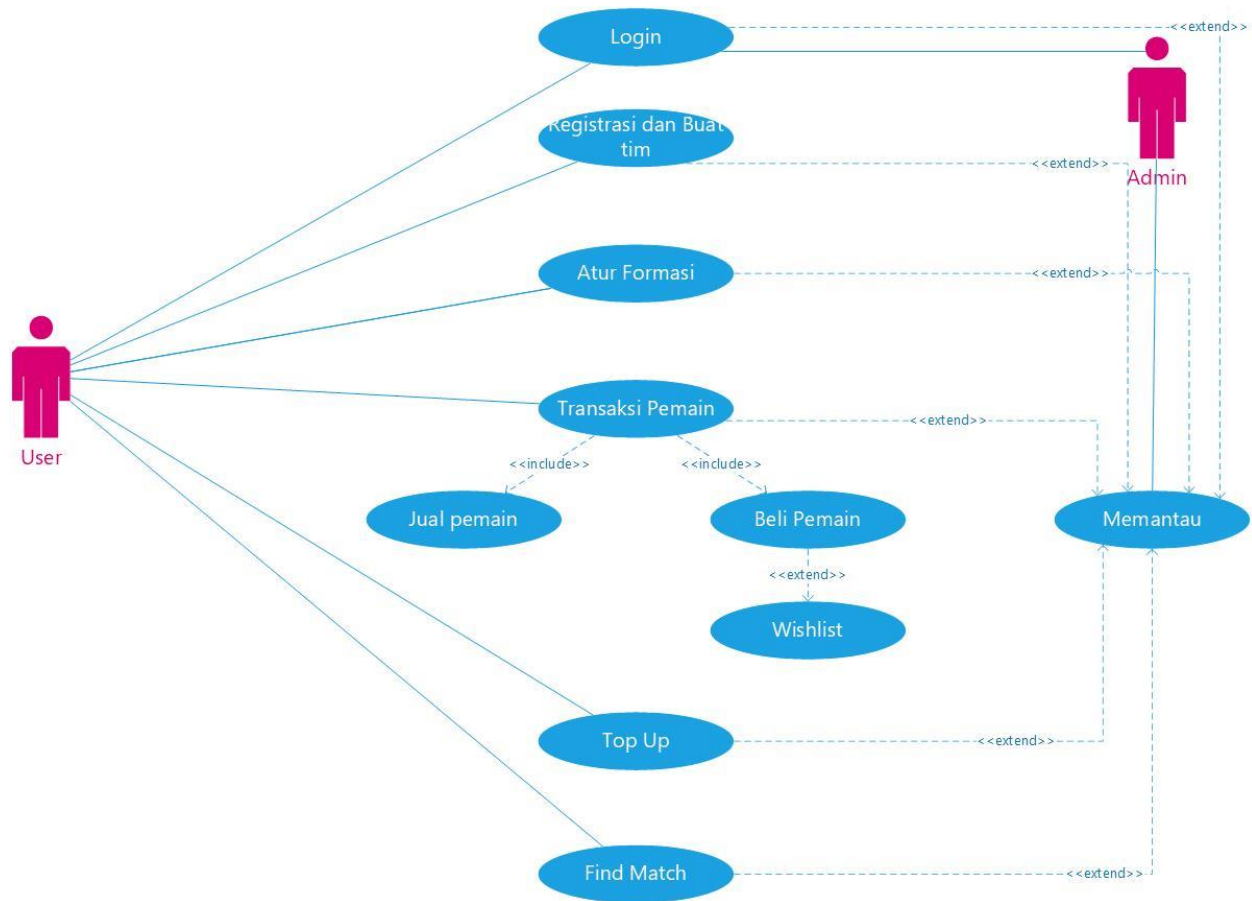 Login
<<extend>>
Registrasi dan Buat
tim
<<extend>>
Admin
Atur Formasi
<<extend>>
User
Transaksi Pemain
<<extend>>
<<include>>
<<include>>
Jual pemain
Beli Pemain
Memantau
<<extend>>
Wishlist
Top Up
<<extend>>
Find Match
<<extend>>